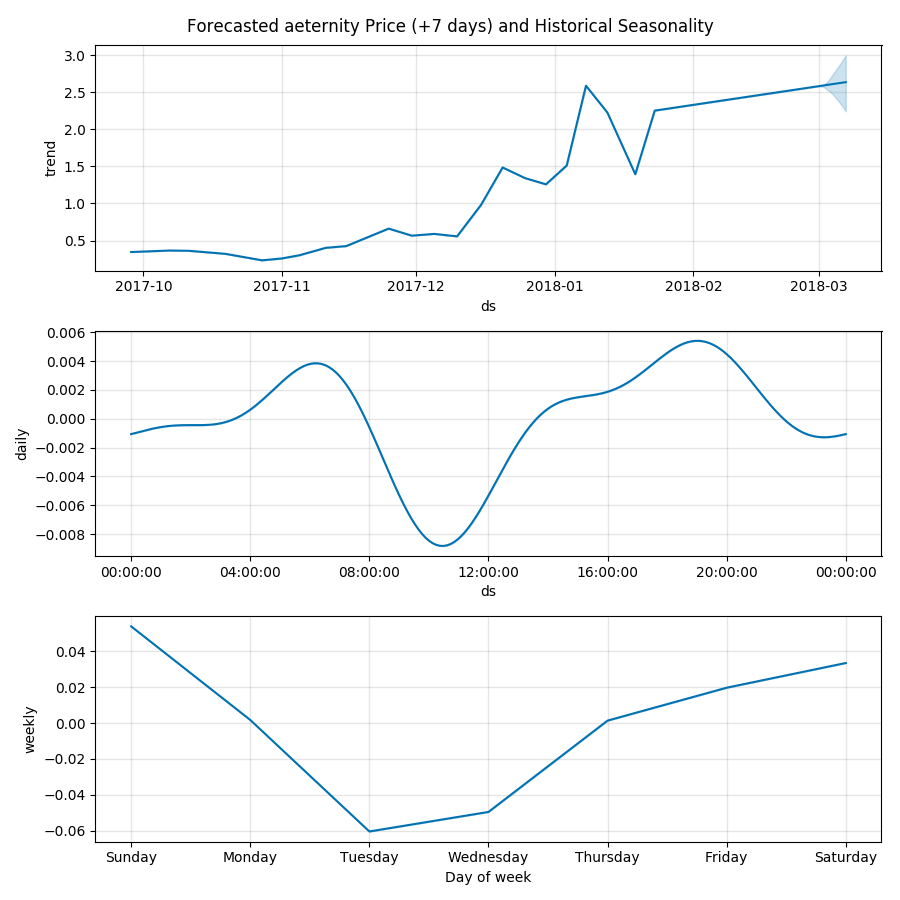 Forecasted aeternity Price (+7 days) and Historical Seasonality
3.0
2.5
2.0
1.5
1.0
0.5
trend
2017-10 2017-11 2017-12 2018-01 2018-02 2018-03
ds
0.006
0.004
0.002
0.000
−0.002
−0.004
−0.006
−0.008
daily
00:00:00 04:00:00 08:00:00 12:00:00 16:00:00 20:00:00 00:00:00
ds
0.04
0.02
0.00
−0.02
−0.04
−0.06
weekly
Sunday Monday Tuesday Wednesday Thursday Friday Saturday
Day of week